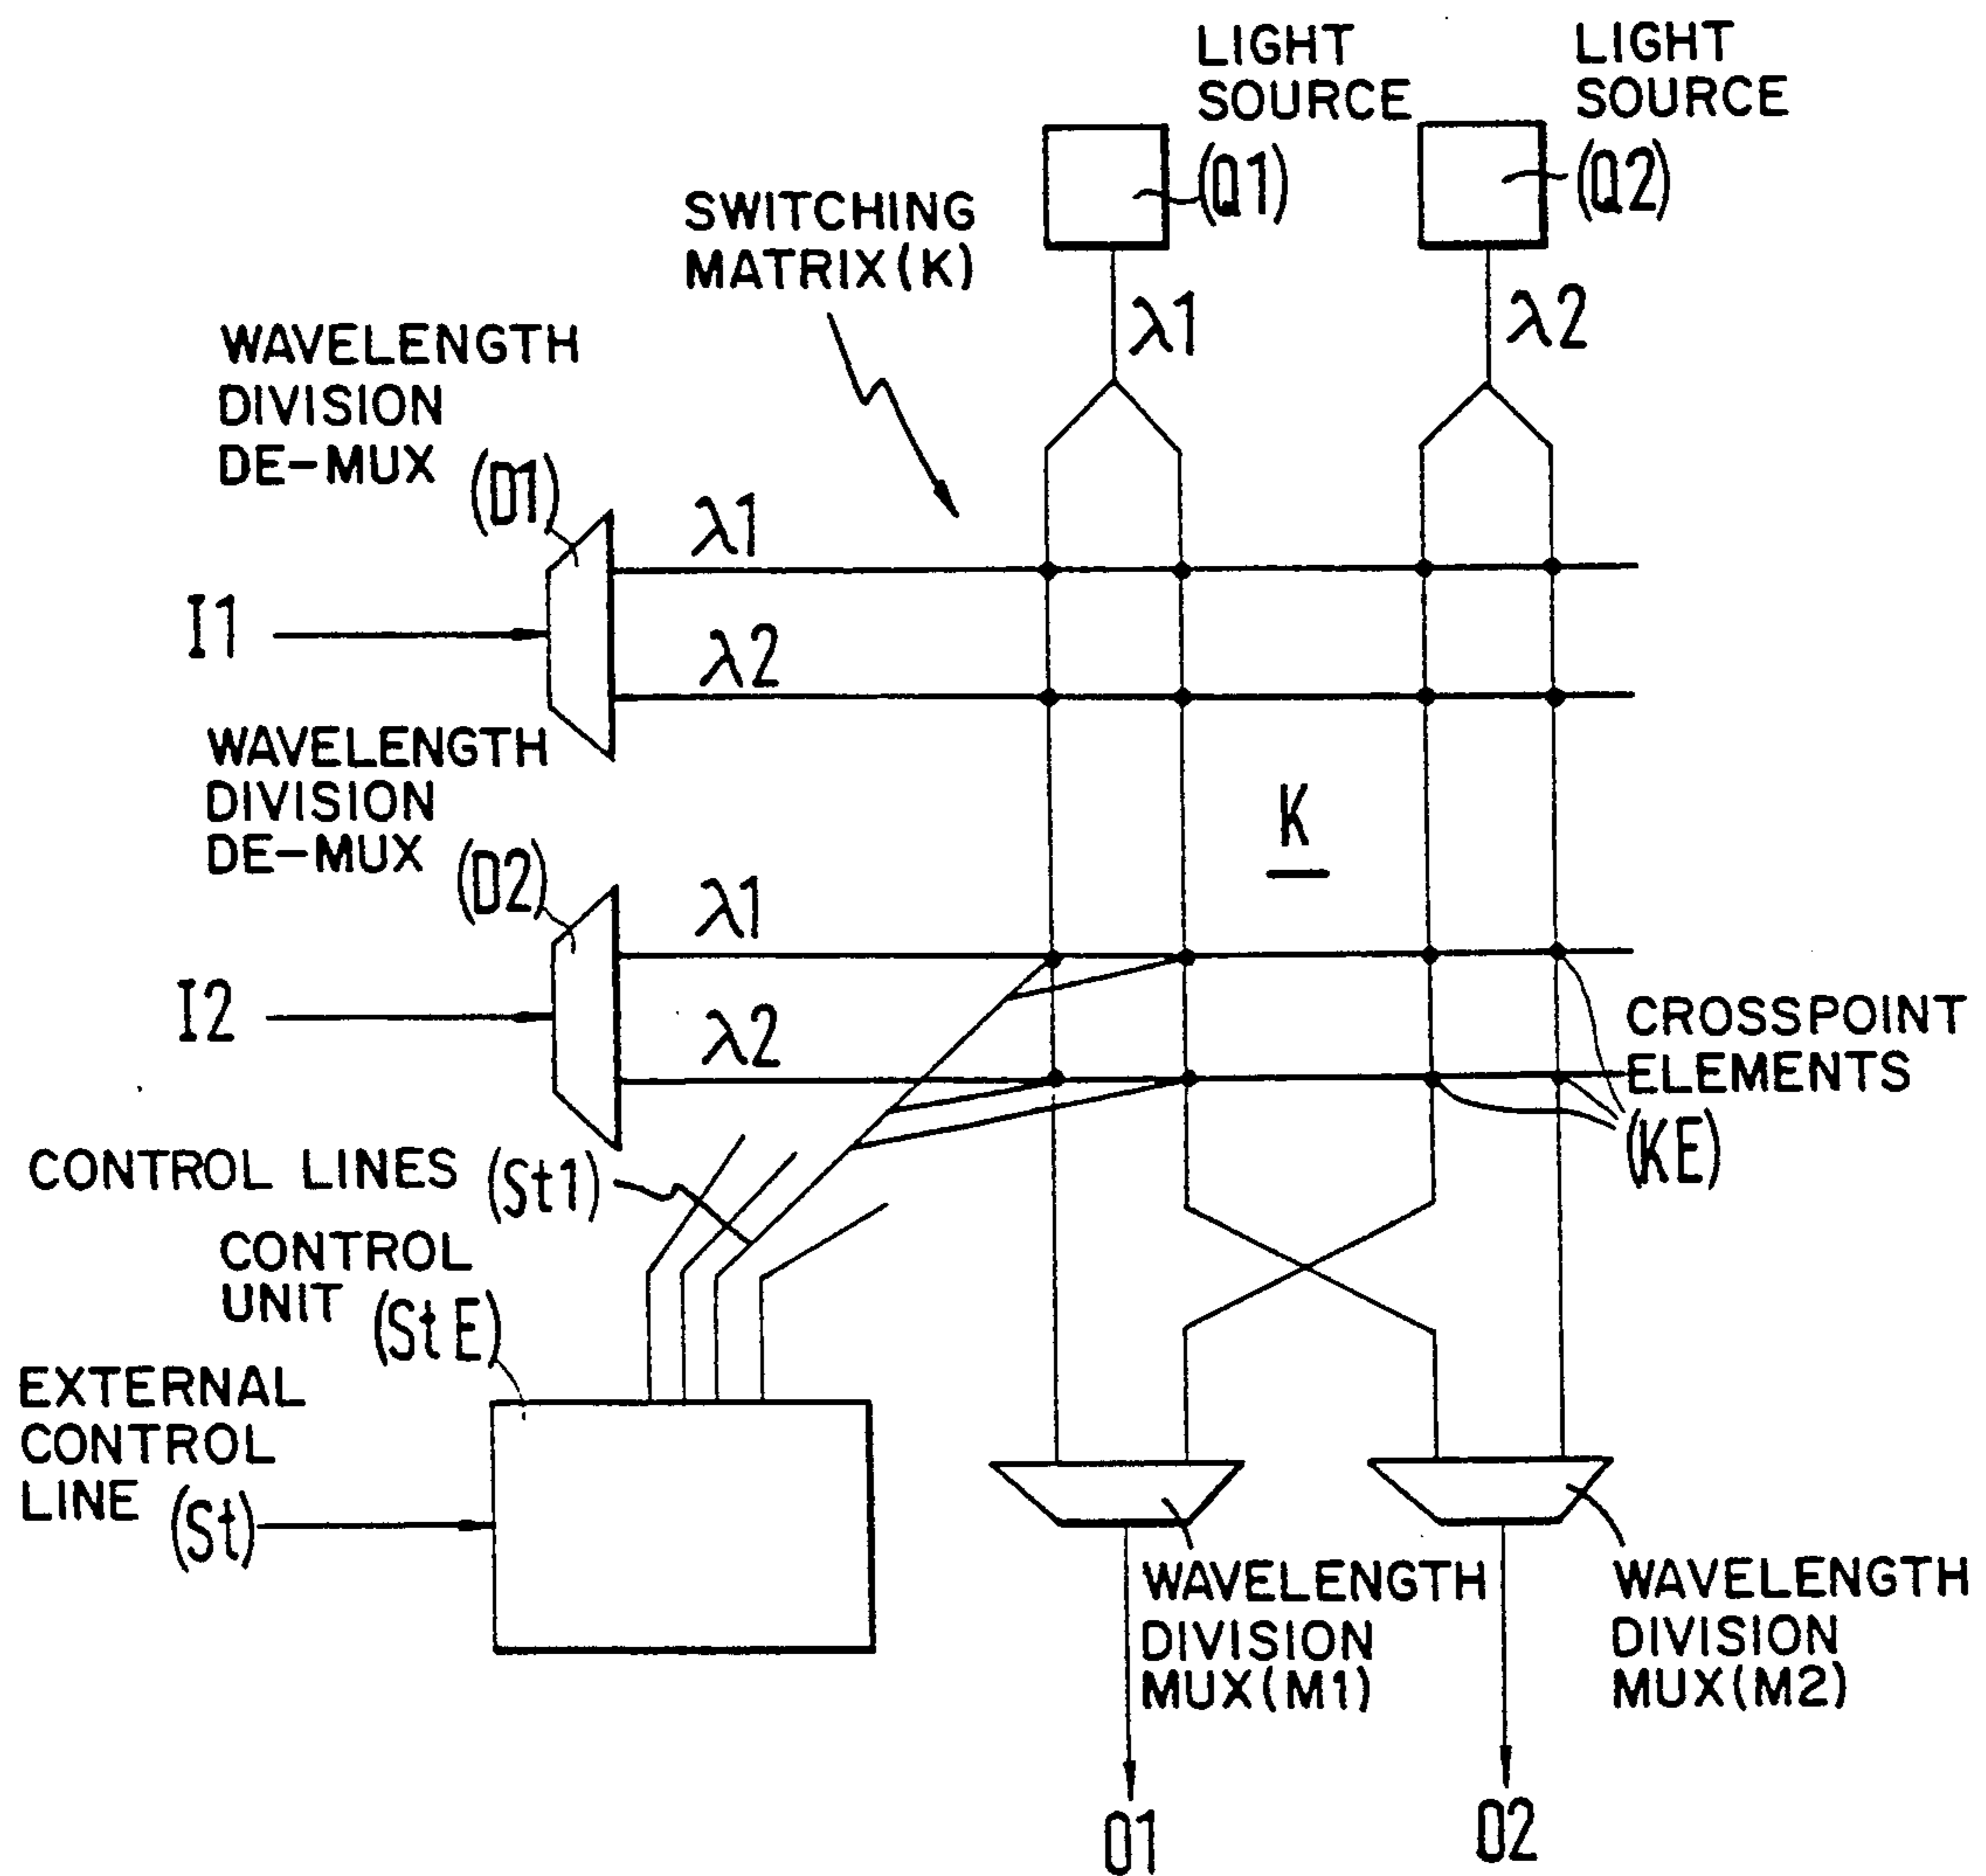 LIGHT
SOURCE
(Q1)
LIGHT
SOURCE
(Q2)
SWITCHING
MATRIX(K)
λ1
λ2
WAVELENGTH
DIVISION
DE-MUX (D1)
λ1
I1
λ2
WAVELENGTH
DIVISION
DE-MUX (D2)
K
λ1
I2
λ2
CROSSPOINT
ELEMENTS
(KE)
CONTROL LINES (St1)
CONTROL
UNIT (StE)
EXTERNAL
CONTROL
LINE (St)
WAVELENGTH
DIVISION
MUX(M1)
WAVELENGTH
DIVISION
MUX(M2)
O1
O2